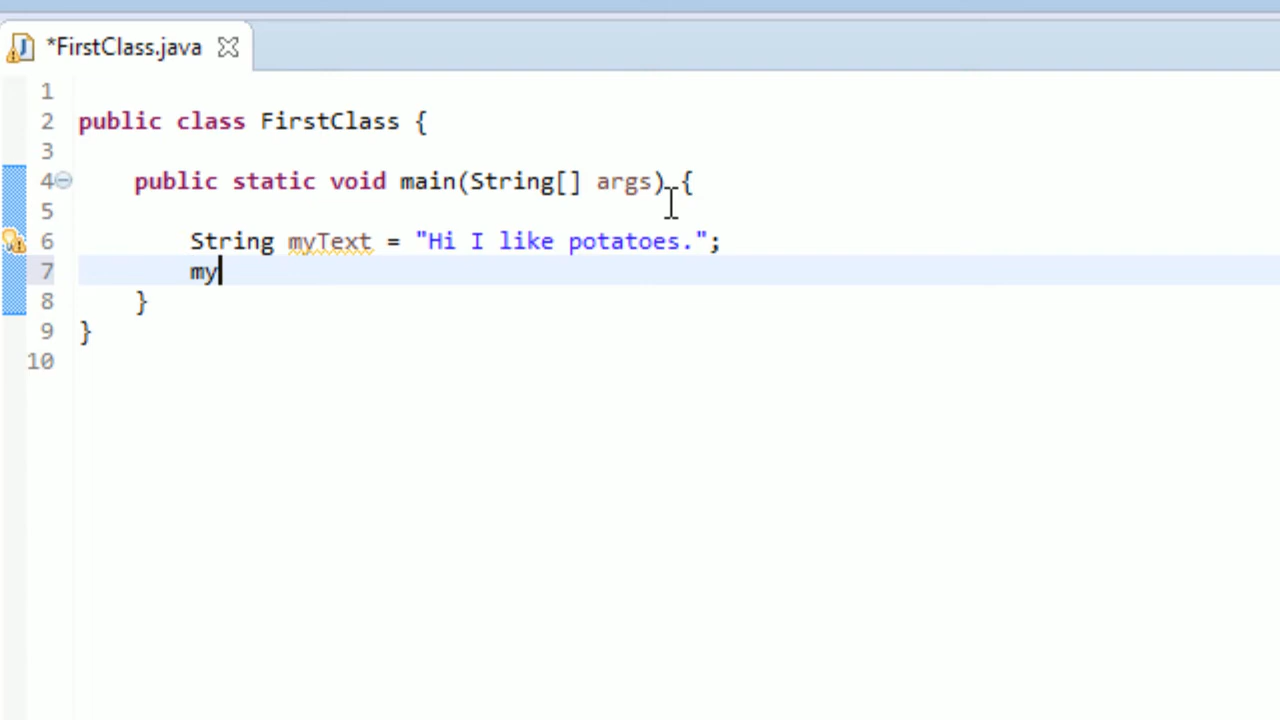 *FirstClass.java
1
2 public class FirstClass {
3
4 public static void main(String[] args) {
5
6 String myText = "Hi I like potatoes.";
7 my
8 }
9 }
10